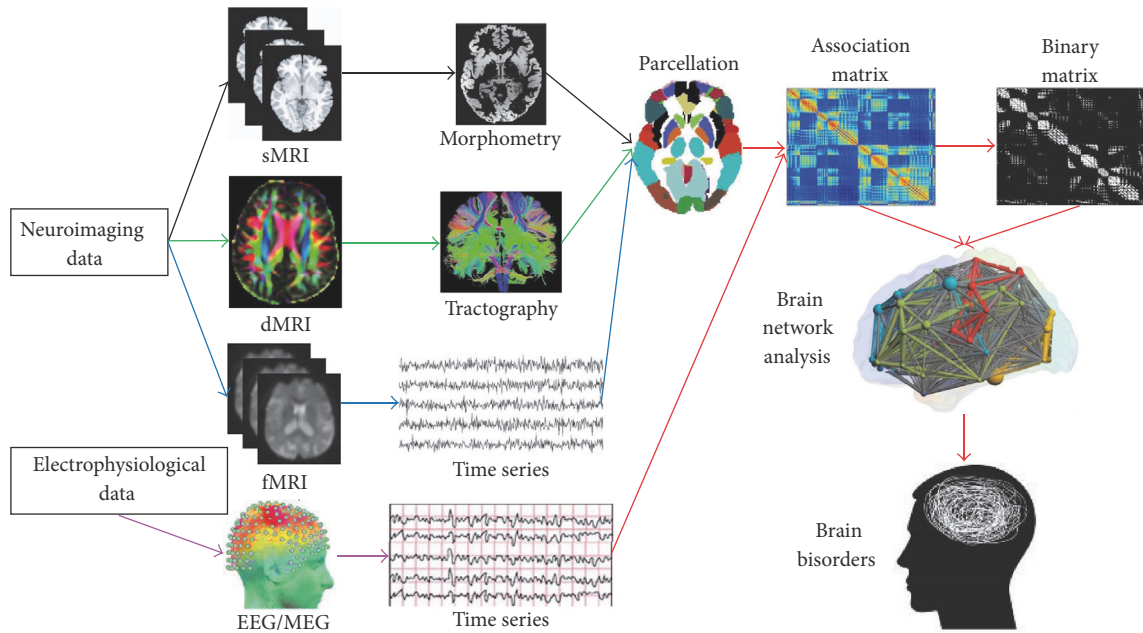 sMRI
Morphometry
Parcellation
Association
matrix
Binary
matrix
Neuroimaging
data
dMRI
Tractography
Brain
network
analysis
fMRI
Time series
Electrophysiological
data
EEG/MEG
Time series
Brain
bisorders